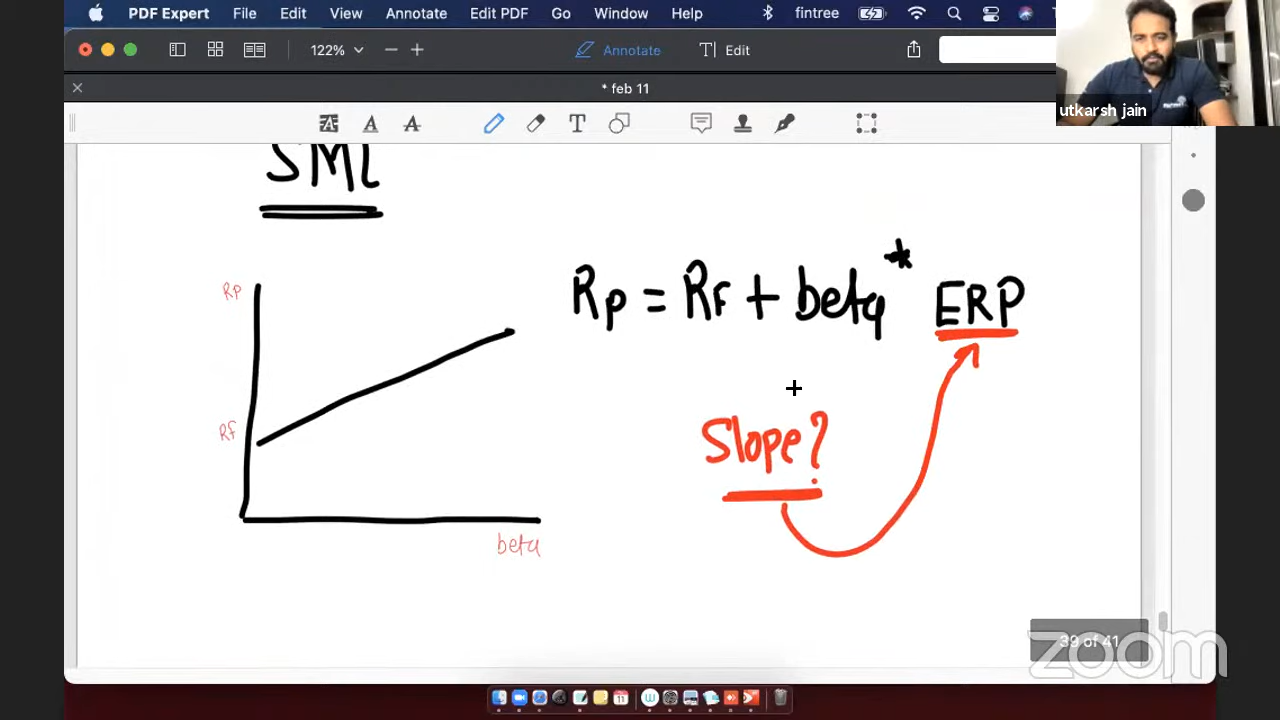 PDF Expert File Edit View Annotate Edit PDF Go Window Help fintree
122% Annotate T| Edit
* feb 11
utkarsh jain
SML
Rp
Rp = Rf + beta * ERP
Rf
Slope?
beta
39 of 41
zoom